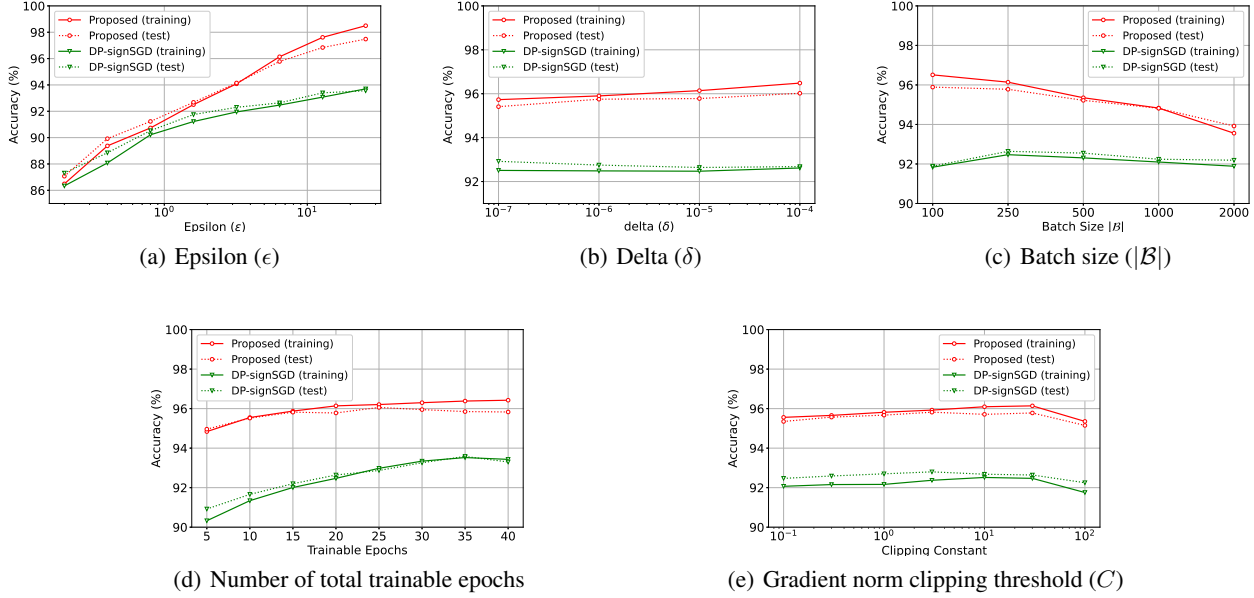 100
98
96
94
92
90
88
86
Accuracy (%)
Proposed (training)
Proposed (test)
DP-signSGD (training)
DP-signSGD (test)
10^0
10^1
Epsilon (ε)
(a) Epsilon (ϵ)
100
98
96
94
92
Accuracy (%)
Proposed (training)
Proposed (test)
DP-signSGD (training)
DP-signSGD (test)
10^-7
10^-6
10^-5
10^-4
delta (δ)
(b) Delta (δ)
100
98
96
94
92
90
Accuracy (%)
Proposed (training)
Proposed (test)
DP-signSGD (training)
DP-signSGD (test)
100 250 500 1000 2000
Batch Size |ℬ|
(c) Batch size (|ℬ|)
100
98
96
94
92
90
Accuracy (%)
Proposed (training)
Proposed (test)
DP-signSGD (training)
DP-signSGD (test)
5 10 15 20 25 30 35 40
Trainable Epochs
(d) Number of total trainable epochs
100
98
96
94
92
90
Accuracy (%)
Proposed (training)
Proposed (test)
DP-signSGD (training)
DP-signSGD (test)
10^-1
10^0
10^1
10^2
Clipping Constant
(e) Gradient norm clipping threshold (C)